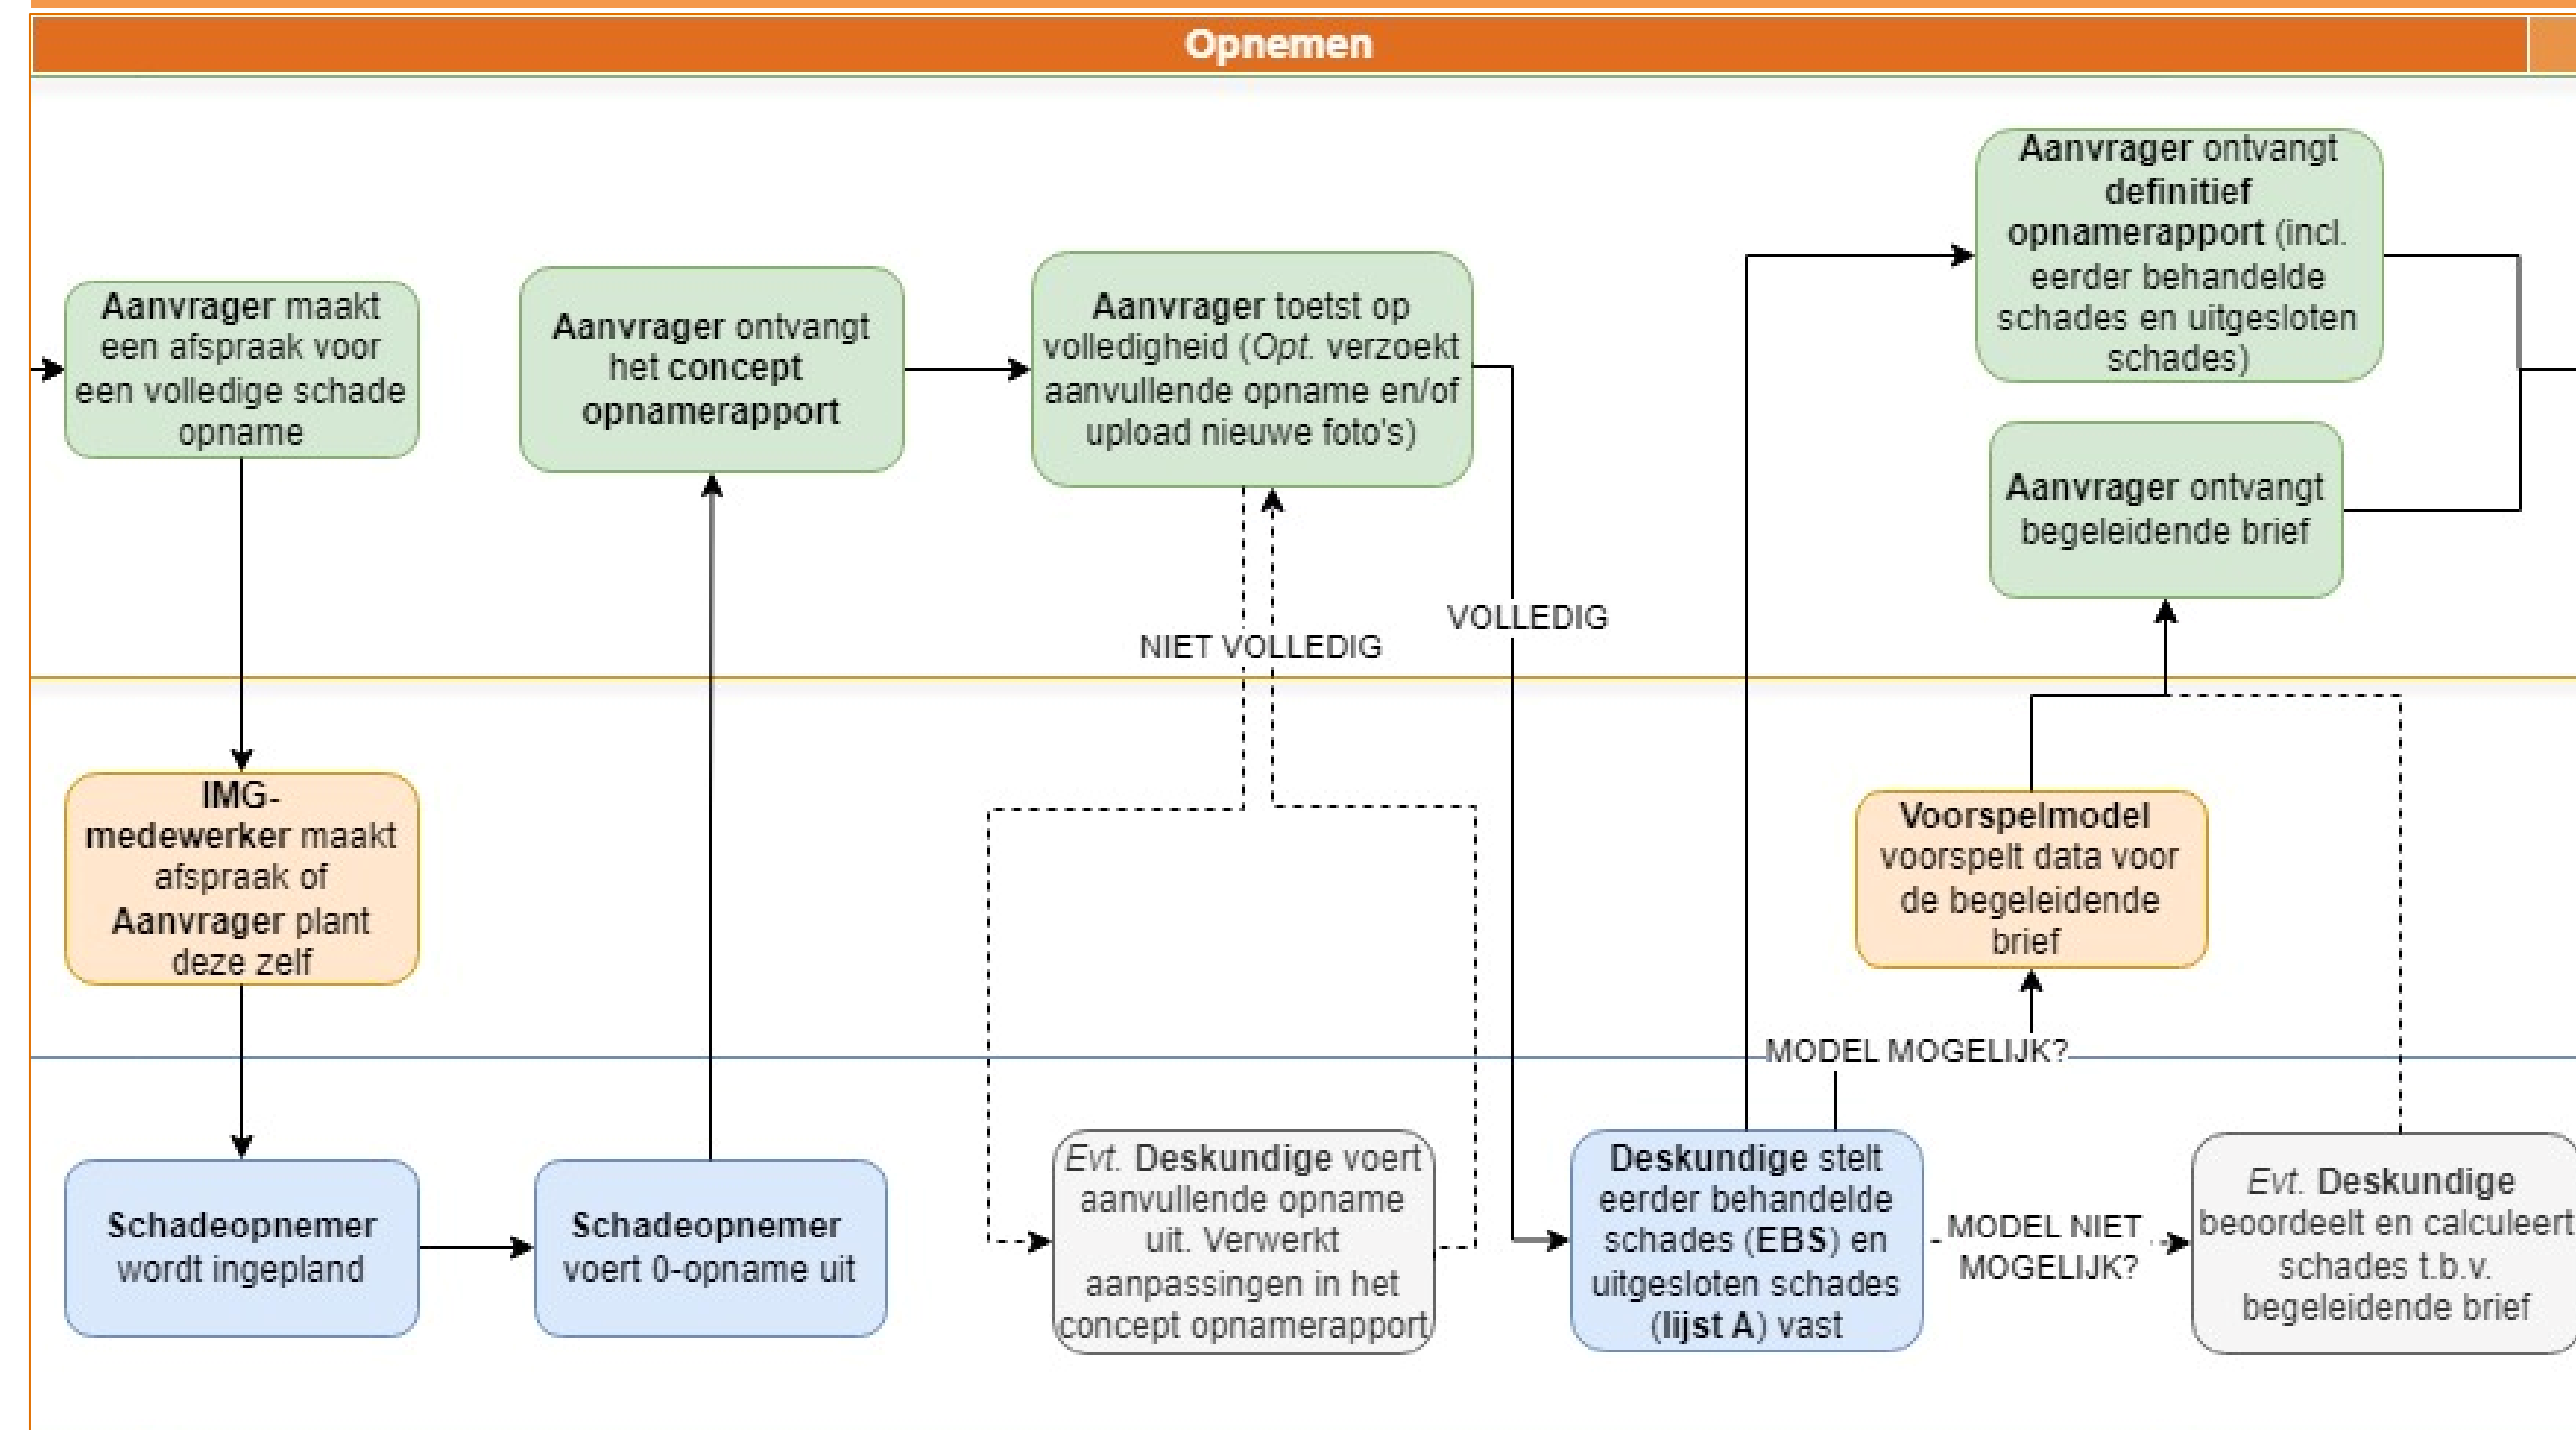 Opnemen
Aanvrager maakt
een afspraak voor
een volledige schade
opname
Aanvrager ontvangt
het concept
opnamerapport
Aanvrager toetst op
volledigheid (Opt. verzoekt
aanvullende opname en/of
upload nieuwe foto's)
Aanvrager ontvangt
definitief
opnamerapport (incl.
eerder behandelde
schades en uitgesloten
schades)
Aanvrager ontvangt
begeleidende brief
NIET VOLLEDIG
VOLLEDIG
IMG-
medewerker maakt
afspraak of
Aanvrager plant
deze zelf
Voorspelmodel
voorspelt data voor
de begeleidende
brief
MODEL MOGELIJK?
Schadeopnemer
wordt ingepland
Schadeopnemer
voert 0-opname uit
Evt. Deskundige voert
aanvullende opname
uit. Verwerkt
aanpassingen in het
concept opnamerapport
Deskundige stelt
eerder behandelde
schades (EBS) en
uitgesloten schades
(lijst A) vast
MODEL NIET
MOGELIJK?
Evt. Deskundige
beoordeelt en calculeert
schades t.b.v.
begeleidende brief